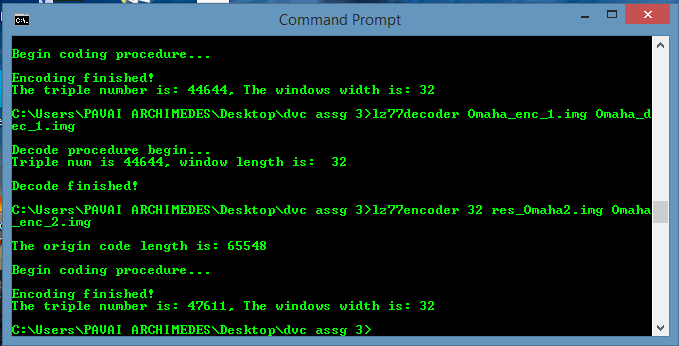 Command Prompt
Begin coding procedure...
Encoding finished!
The triple number is: 44644, The windows width is: 32
C:\Users\PAVAI ARCHIMEDES\Desktop\dvc assg 3>lz77decoder Omaha_enc_1.img Omaha_d
ec_1.img
Decode procedure begin...
Triple num is 44644, window length is:  32
Decode finished!
C:\Users\PAVAI ARCHIMEDES\Desktop\dvc assg 3>lz77encoder 32 res_Omaha2.img Omaha
_enc_2.img
The origin code length is: 65548
Begin coding procedure...
Encoding finished!
The triple number is: 47611, The windows width is: 32
C:\Users\PAVAI ARCHIMEDES\Desktop\dvc assg 3>